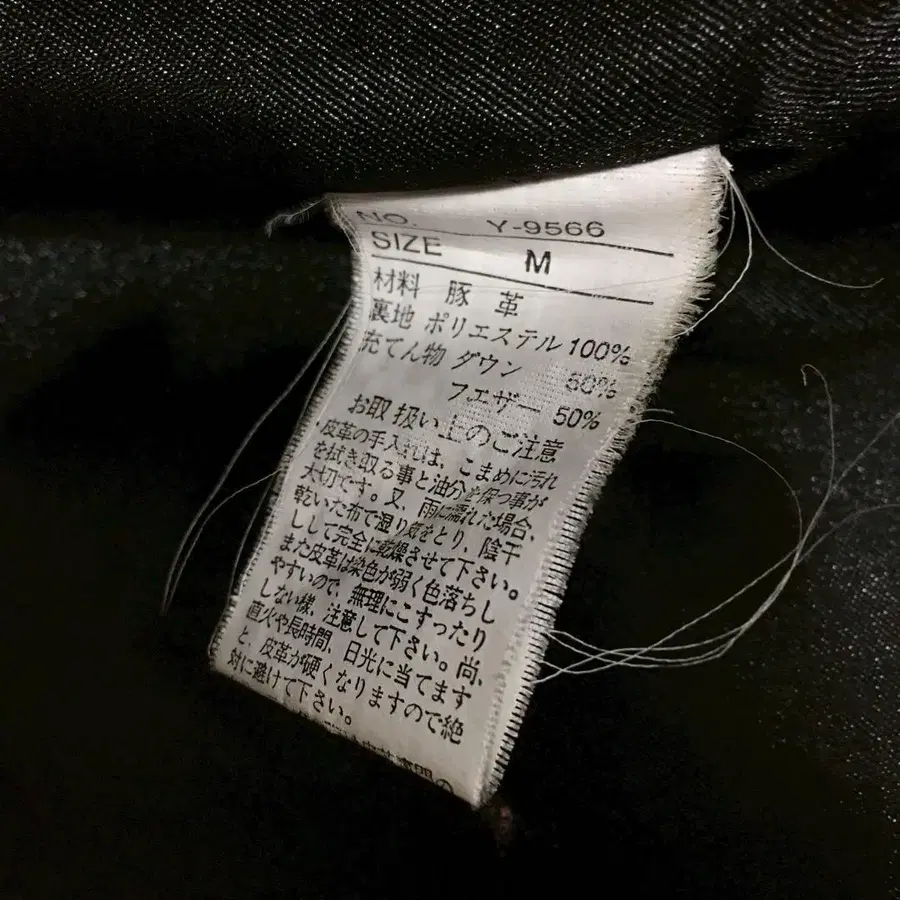 NO. Y-9566
SIZE M
材料 豚 革
裏地 ポリエステル 100%
充てん物 ダウン 50%
フエザー 50%
お取扱い上のご注意
皮革の手入れは、こまめに汚れ
を拭き取る事と油分を保つ事が
大切です。又、雨に濡れた場合、
乾いた布で湿り気をとり、陰干
しして完全に乾燥させて下さい。
また皮革は染色が弱く色落ちし
やすいので、無理にこすったり
しない様、注意して下さい。尚、
直火や長時間、日光に当てます
と、皮革が硬くなりますので絶
対に避けて下さい。